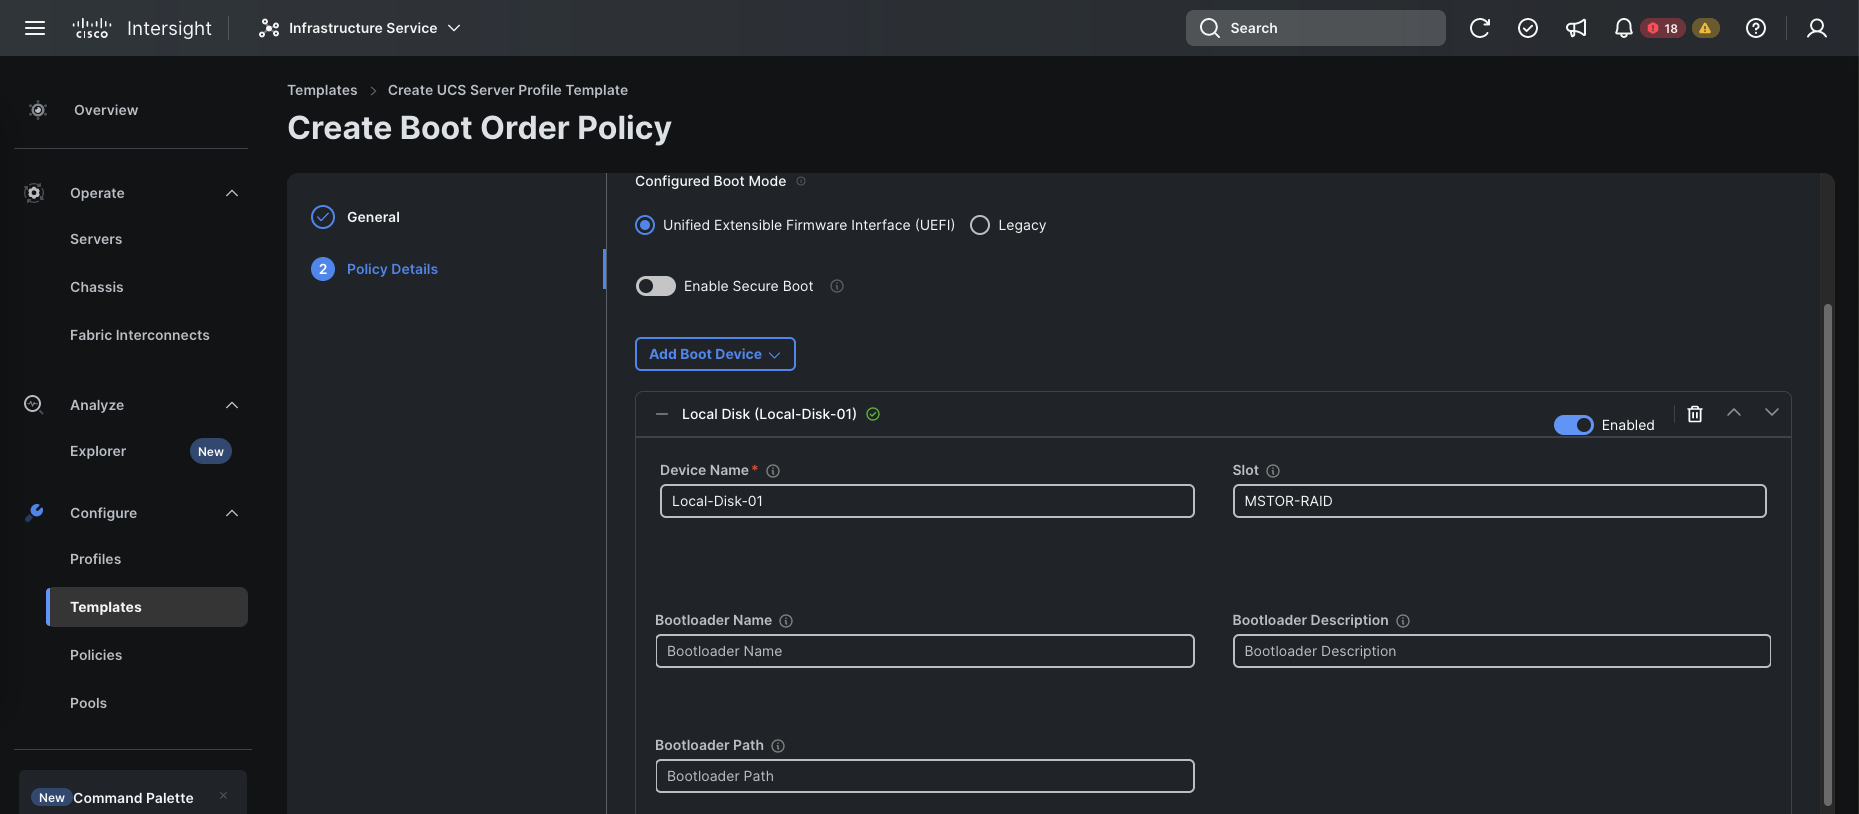 CISCO Intersight Infrastructure Service Search 18
Overview
Operate
Servers
Chassis
Fabric Interconnects
Analyze
Explorer New
Configure
Profiles
Templates
Policies
Pools
New Command Palette
Templates > Create UCS Server Profile Template
Create Boot Order Policy
General
2 Policy Details
Configured Boot Mode
Unified Extensible Firmware Interface (UEFI) Legacy
Enable Secure Boot
Add Boot Device
Local Disk (Local-Disk-01) Enabled
Device Name* Slot
Local-Disk-01 MSTOR-RAID
Bootloader Name Bootloader Description
Bootloader Name Bootloader Description
Bootloader Path
Bootloader Path